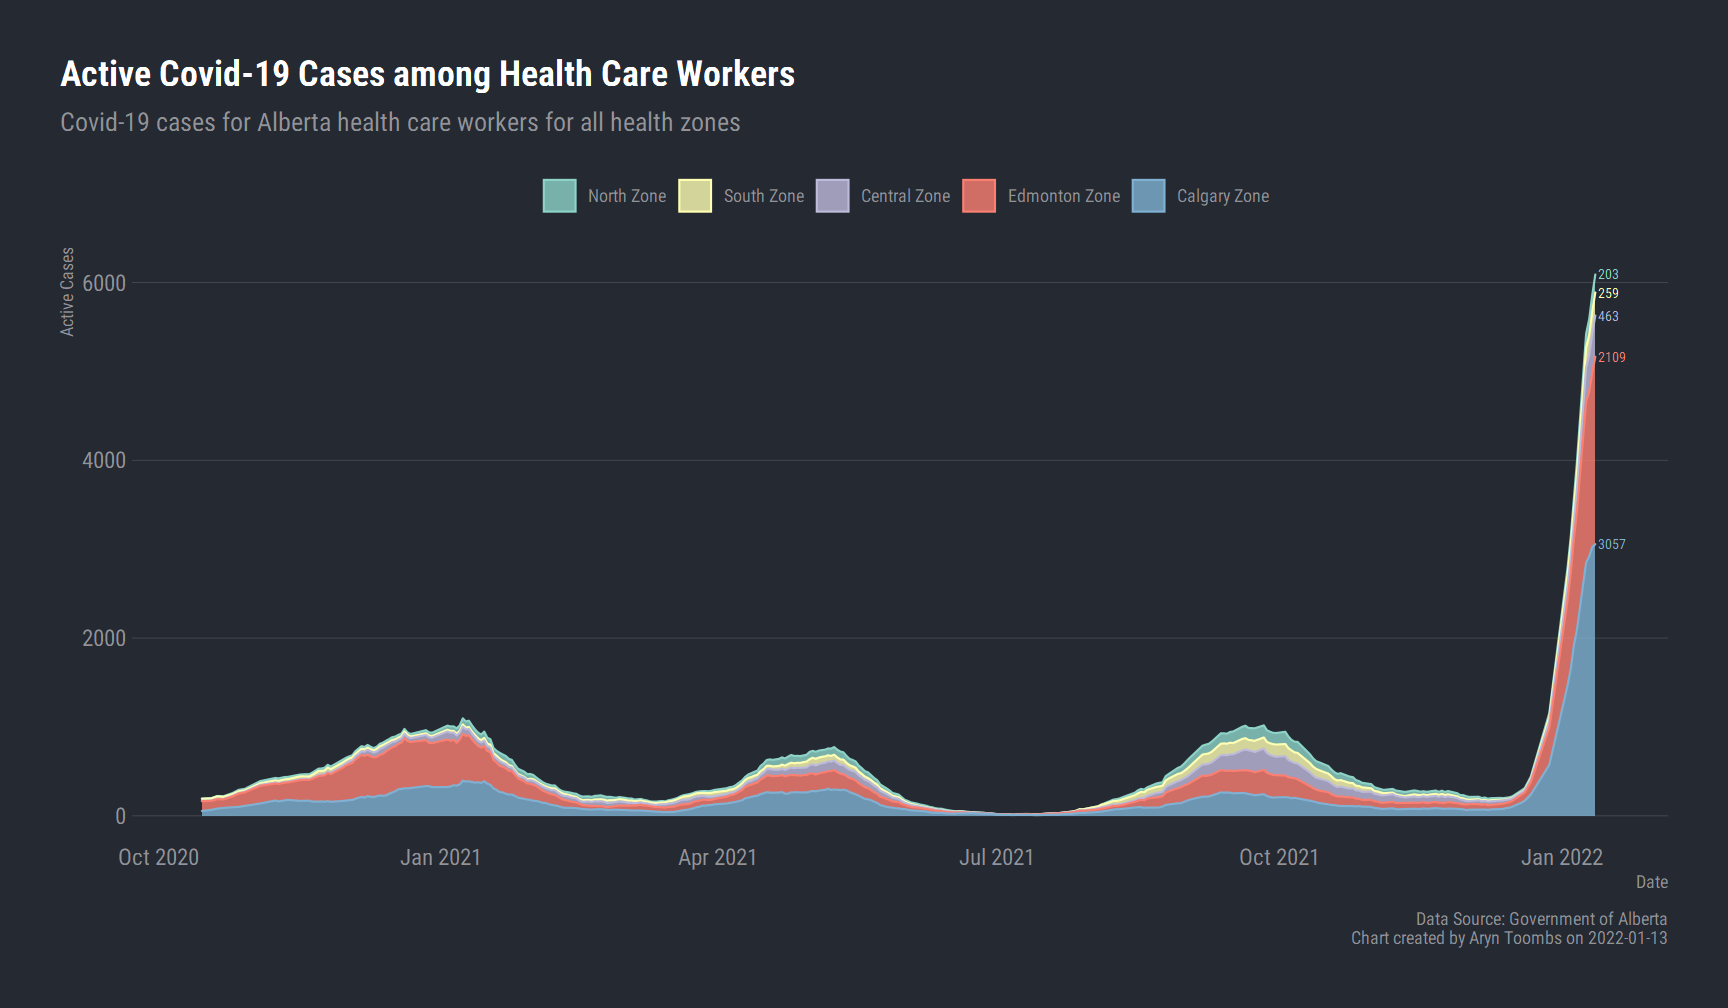 Active Covid-19 Cases among Health Care Workers
Covid-19 cases for Alberta health care workers for all health zones
North Zone South Zone Central Zone Edmonton Zone Calgary Zone
Active Cases
6000
4000
2000
0
203
259
463
2109
3057
Oct 2020 Jan 2021 Apr 2021 Jul 2021 Oct 2021 Jan 2022
Date
Data Source: Government of Alberta
Chart created by Aryn Toombs on 2022-01-13